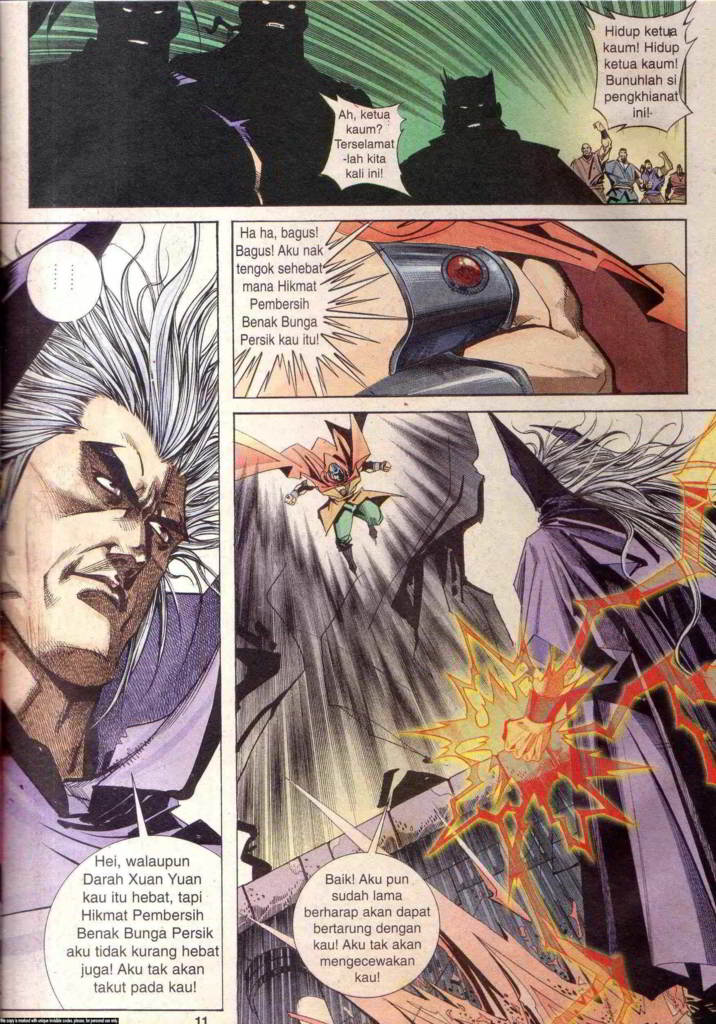 Hidup ketua
kaum! Hidup
ketua kaum!
Bunuhlah si
pengkhianat
ini!
Ah, ketua
kaum?
Terselamat
-lah kita
kali ini!
Ha ha, bagus!
Bagus! Aku nak
tengok sehebat
mana Hikmat
Pembersih
Benak Bunga
Persik kau itu!
......
Hei, walaupun
Darah Xuan Yuan
kau itu hebat, tapi
Hikmat Pembersih
Benak Bunga Persik
aku tidak kurang hebat
juga! Aku tak akan
takut pada kau!
Baik! Aku pun
sudah lama
berharap akan dapat
bertarung dengan
kau! Aku tak akan
mengecewakan
kau!
11